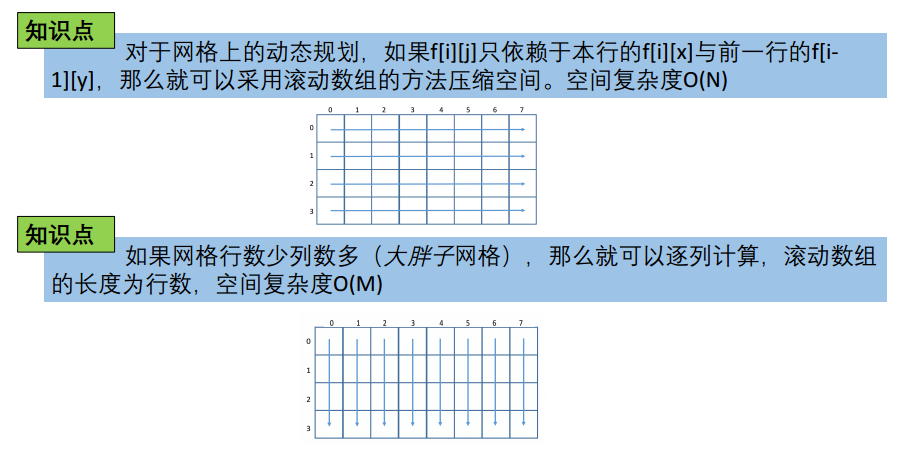 知识点
对于网格上的动态规划，如果f[i][j]只依赖于本行的f[i][x]与前一行的f[i-
1][y]，那么就可以采用滚动数组的方法压缩空间。空间复杂度O(N)
0 1 2 3 4 5 6 7
0
1
2
3
知识点
如果网格行数少列数多（大胖子网格），那么就可以逐列计算，滚动数组
的长度为行数，空间复杂度O(M)
0 1 2 3 4 5 6 7
0
1
2
3